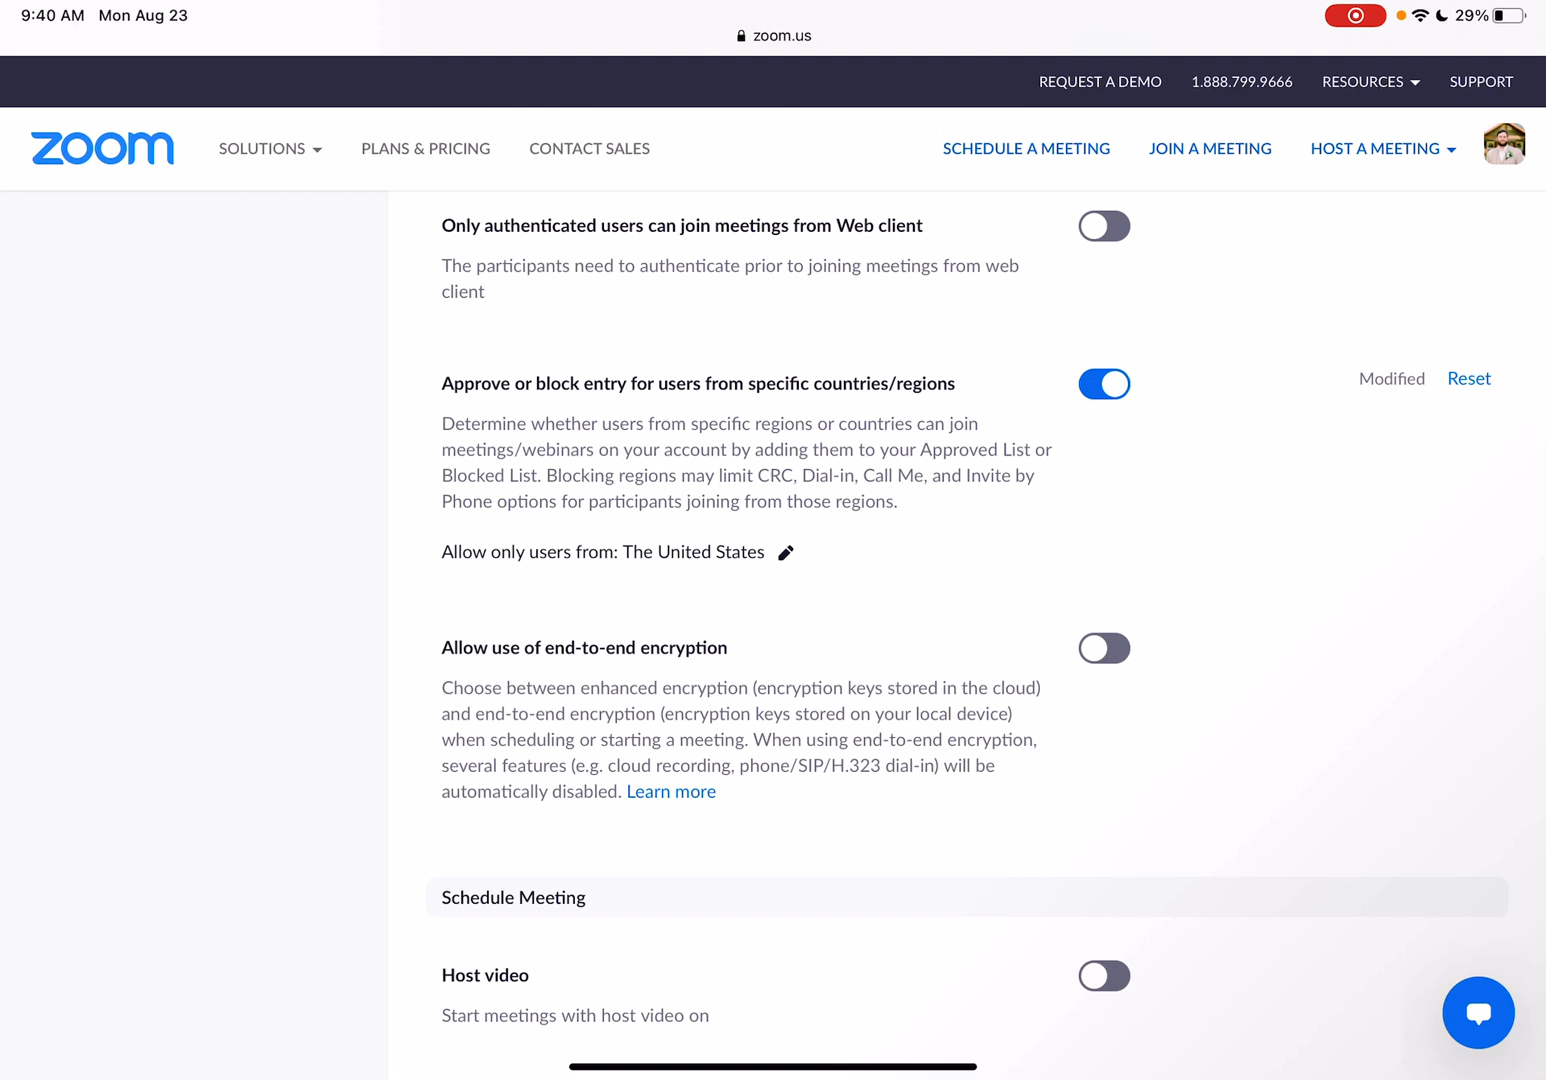 9:40 AM Mon Aug 23
29%
zoom.us
REQUEST A DEMO 1.888.799.9666 RESOURCES SUPPORT
zoom SOLUTIONS PLANS & PRICING CONTACT SALES SCHEDULE A MEETING JOIN A MEETING HOST A MEETING
Only authenticated users can join meetings from Web client
The participants need to authenticate prior to joining meetings from web
client
Approve or block entry for users from specific countries/regions
Modified Reset
Determine whether users from specific regions or countries can join
meetings/webinars on your account by adding them to your Approved List or
Blocked List. Blocking regions may limit CRC, Dial-in, Call Me, and Invite by
Phone options for participants joining from those regions.
Allow only users from: The United States
Allow use of end-to-end encryption
Choose between enhanced encryption (encryption keys stored in the cloud)
and end-to-end encryption (encryption keys stored on your local device)
when scheduling or starting a meeting. When using end-to-end encryption,
several features (e.g. cloud recording, phone/SIP/H.323 dial-in) will be
automatically disabled. Learn more
Schedule Meeting
Host video
Start meetings with host video on